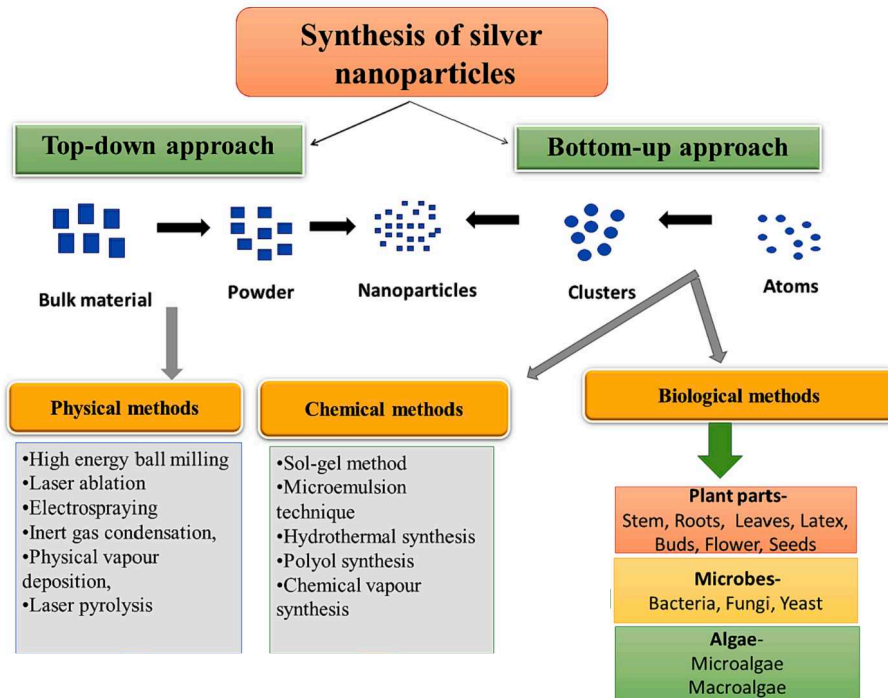 Synthesis of silver
nanoparticles
Top-down approach
Bottom-up approach
Bulk material
Powder
Nanoparticles
Clusters
Atoms
Physical methods
•High energy ball milling
•Laser ablation
•Electrospraying
•Inert gas condensation,
•Physical vapour
deposition,
•Laser pyrolysis
Chemical methods
•Sol-gel method
•Microemulsion
technique
•Hydrothermal synthesis
•Polyol synthesis
•Chemical vapour
synthesis
Biological methods
Plant parts-
Stem, Roots, Leaves, Latex,
Buds, Flower, Seeds
Microbes-
Bacteria, Fungi, Yeast
Algae-
Microalgae
Macroalgae